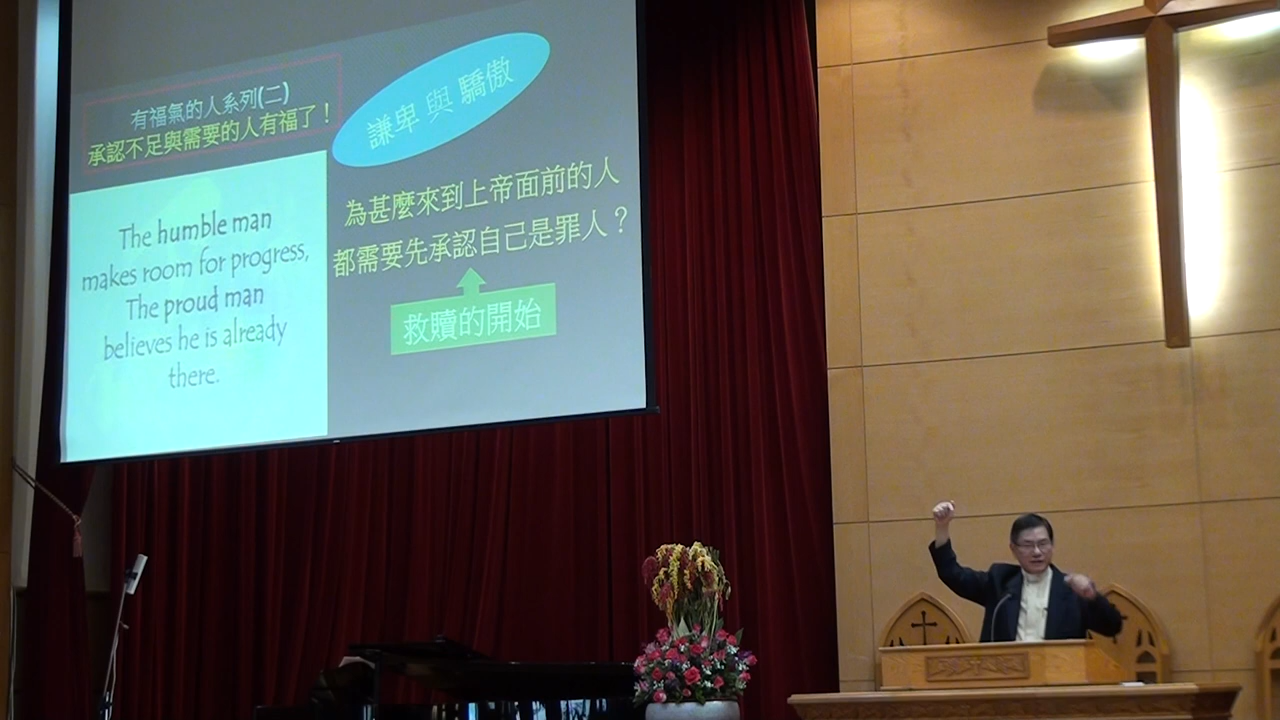 有福氣的人系列(二)
承認不足與需要的人有福了！
謙卑 與 驕傲
The humble man
makes room for progress,
The proud man
believes he is already
there.
為甚麼來到上帝面前的人
都需要先承認自己是罪人？
救贖的開始